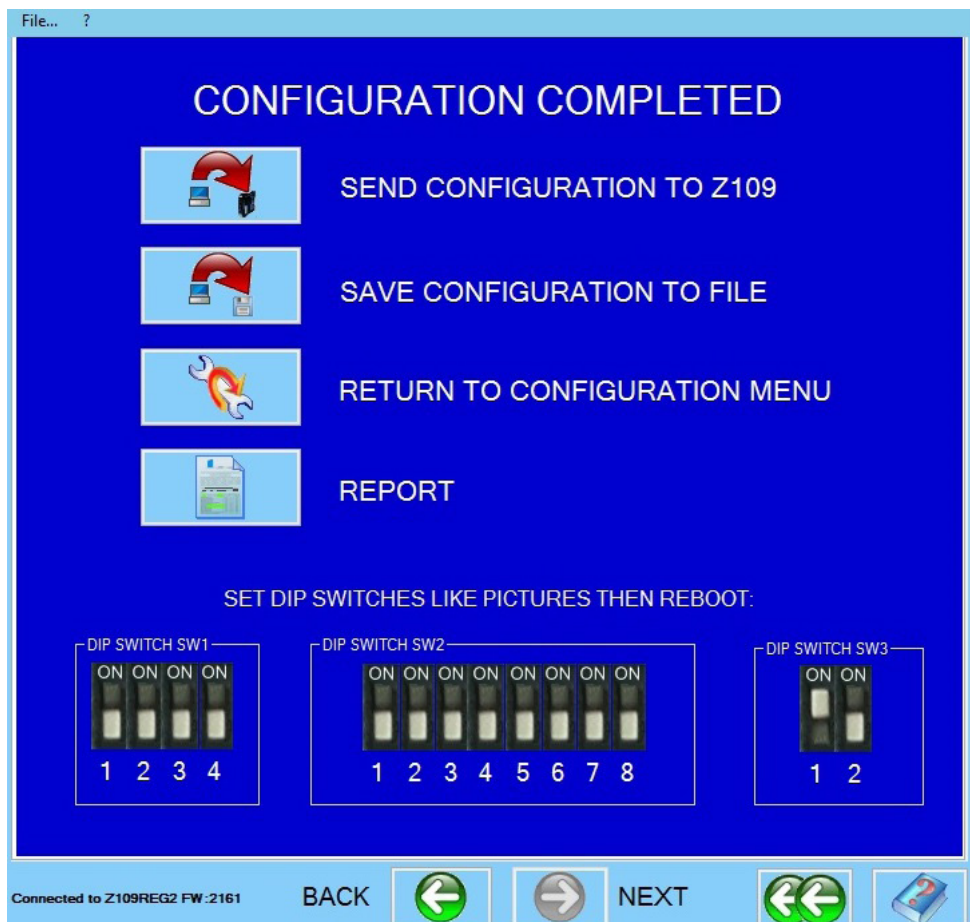 File... ?
CONFIGURATION COMPLETED
SEND CONFIGURATION TO Z109
SAVE CONFIGURATION TO FILE
RETURN TO CONFIGURATION MENU
REPORT
SET DIP SWITCHES LIKE PICTURES THEN REBOOT:
DIP SWITCH SW1
ON ON ON ON
1 2 3 4
DIP SWITCH SW2
ON ON ON ON ON ON ON ON
1 2 3 4 5 6 7 8
DIP SWITCH SW3
ON ON
1 2
Connected to Z109REG2 FW:2161
BACK
NEXT
?